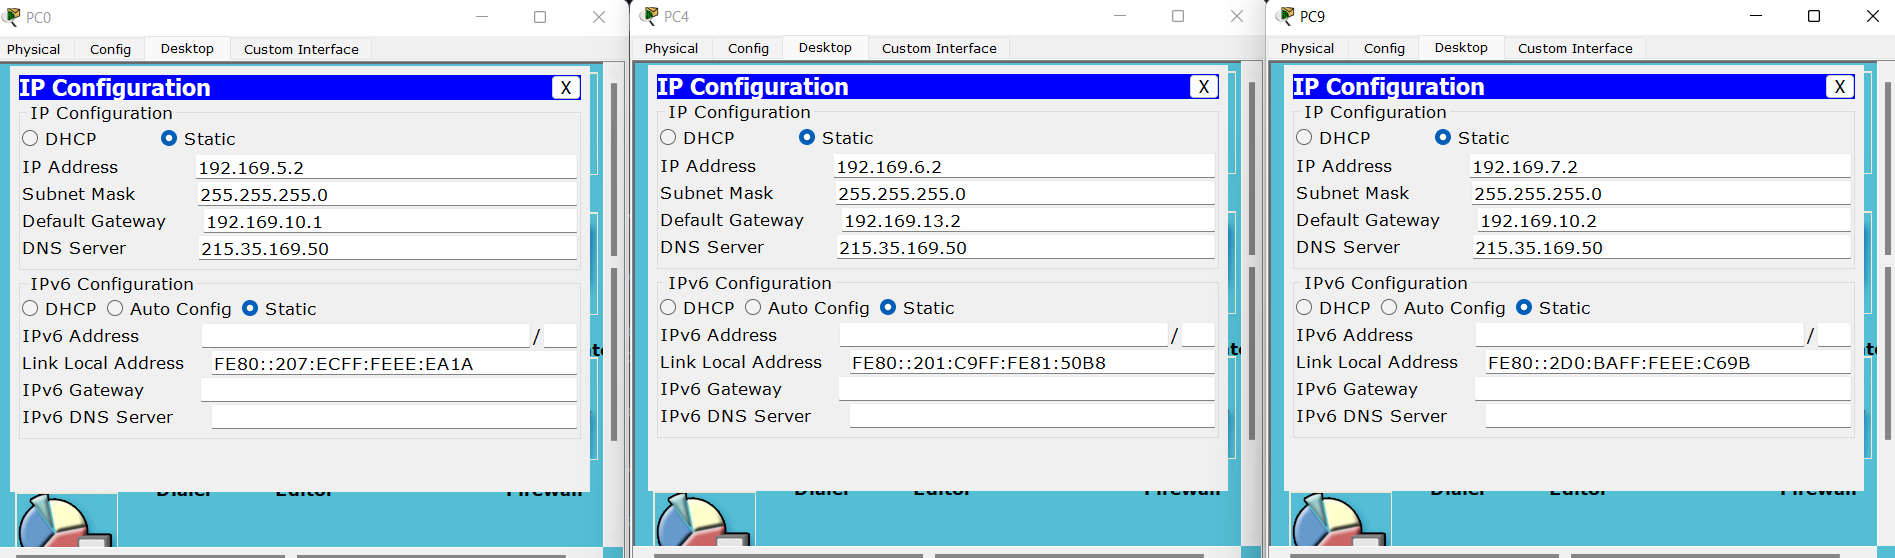 PC0
Physical Config Desktop Custom Interface
IP Configuration X
IP Configuration
DHCP Static
IP Address 192.169.5.2
Subnet Mask 255.255.255.0
Default Gateway 192.169.10.1
DNS Server 215.35.169.50
IPv6 Configuration
DHCP Auto Config Static
IPv6 Address /
Link Local Address FE80::207:ECFF:FEEE:EA1A
IPv6 Gateway
IPv6 DNS Server
Dialer Editor Firewall
PC4
Physical Config Desktop Custom Interface
IP Configuration X
IP Configuration
DHCP Static
IP Address 192.169.6.2
Subnet Mask 255.255.255.0
Default Gateway 192.169.13.2
DNS Server 215.35.169.50
IPv6 Configuration
DHCP Auto Config Static
IPv6 Address /
Link Local Address FE80::201:C9FF:FE81:50B8
IPv6 Gateway
IPv6 DNS Server
Dialer Editor Firewall
PC9
Physical Config Desktop Custom Interface
IP Configuration X
IP Configuration
DHCP Static
IP Address 192.169.7.2
Subnet Mask 255.255.255.0
Default Gateway 192.169.10.2
DNS Server 215.35.169.50
IPv6 Configuration
DHCP Auto Config Static
IPv6 Address /
Link Local Address FE80::2D0:BAFF:FEEE:C69B
IPv6 Gateway
IPv6 DNS Server
Dialer Editor Firewall